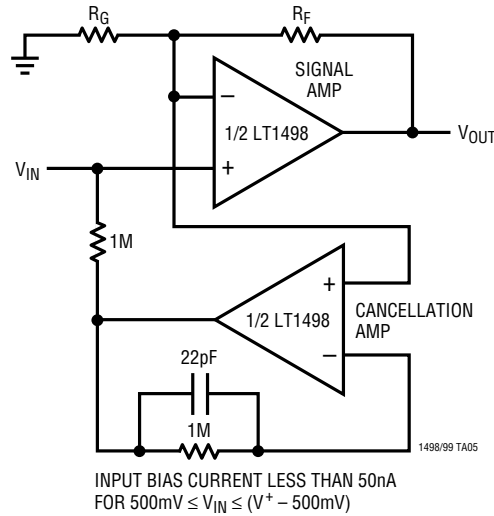 R_G
R_F
SIGNAL
AMP
−
1/2 LT1498
+
V_IN
V_OUT
1M
+
1/2 LT1498
−
CANCELLATION
AMP
22pF
1M
1498/99 TA05
INPUT BIAS CURRENT LESS THAN 50nA
FOR 500mV ≤ V_IN ≤ (V⁺ – 500mV)